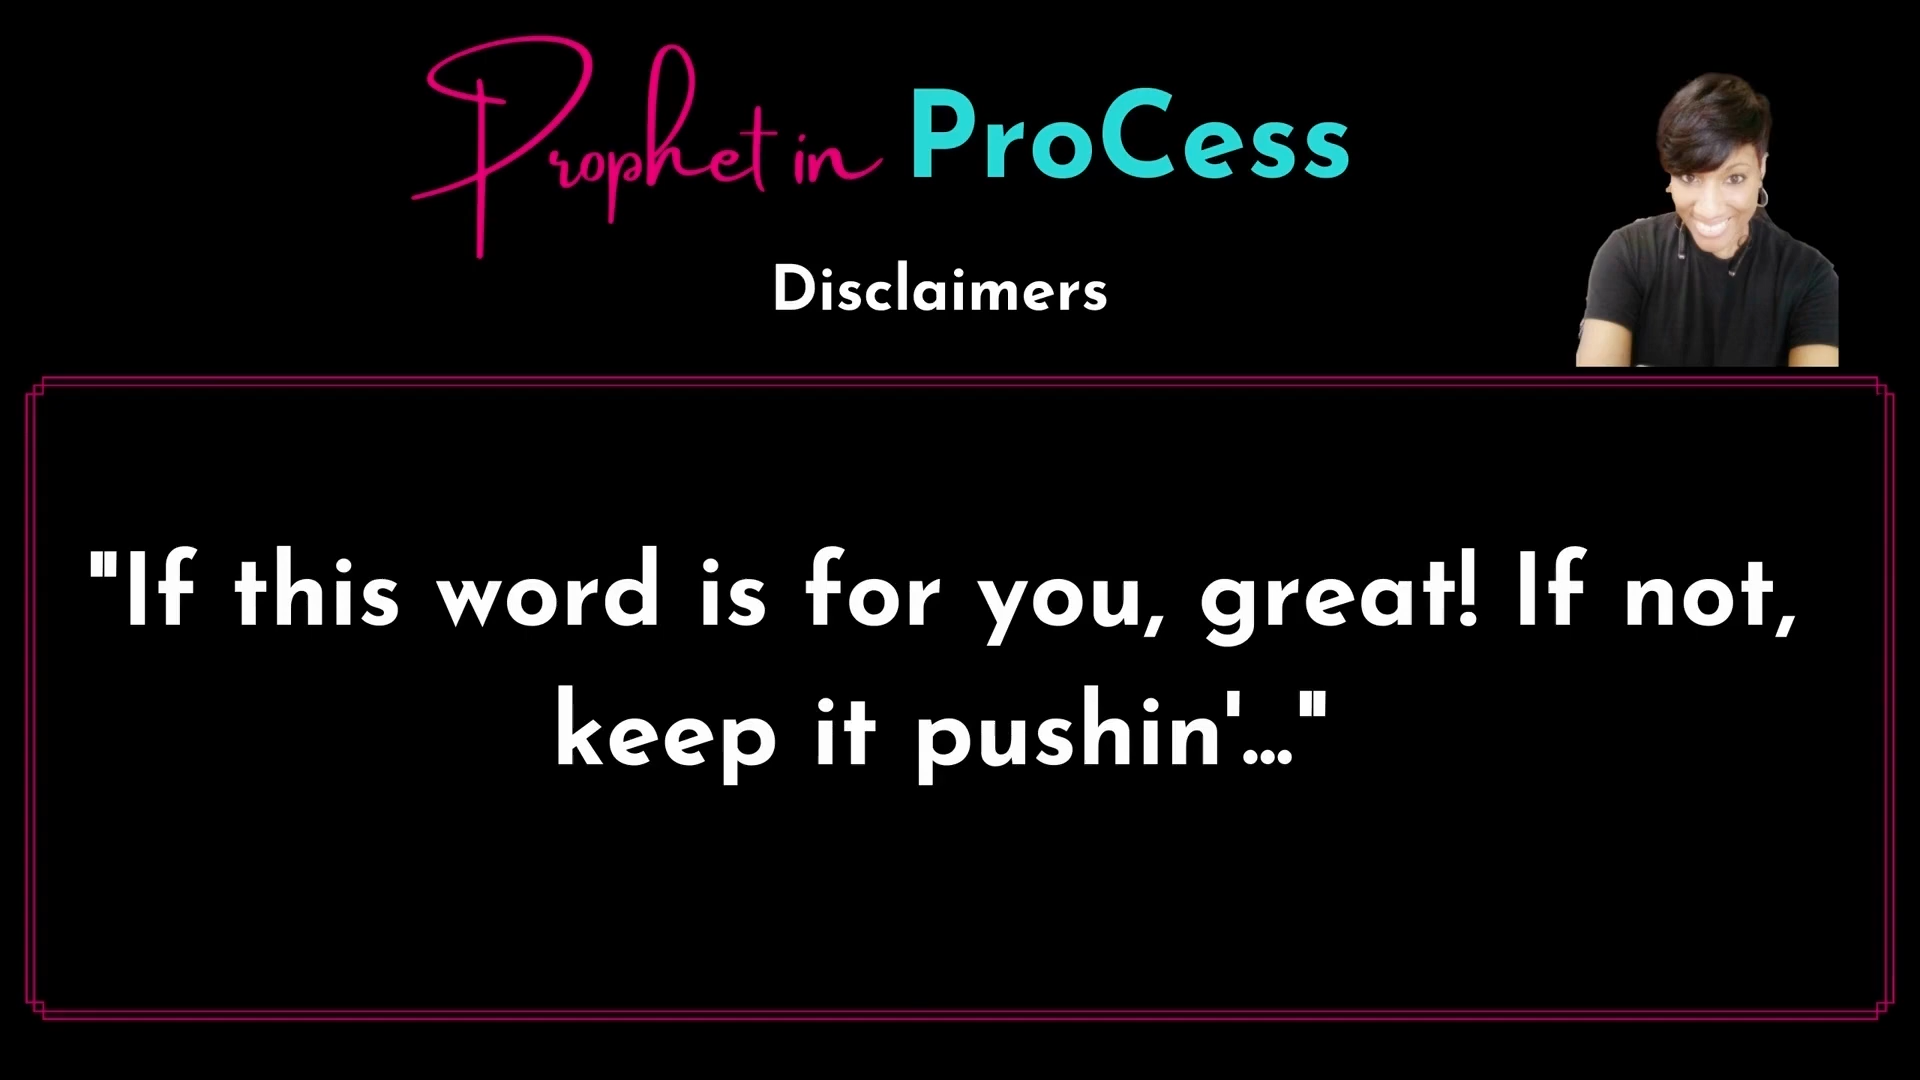 Prophet in ProCess
Disclaimers
"If this word is for you, great! If not,
keep it pushin'..."